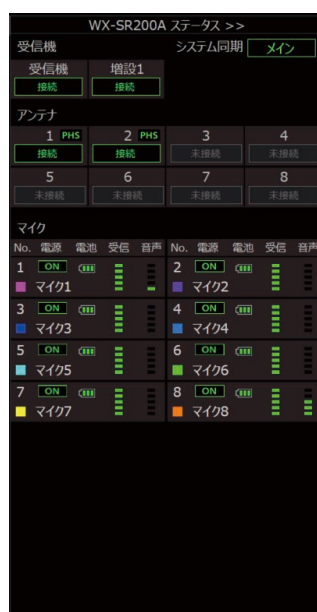 WX-SR200A ステータス >>
受信機 システム同期 メイン
受信機 増設1
接続 接続
アンテナ
1 PHS 2 PHS 3 4
接続 接続 未接続 未接続
5 6 7 8
未接続 未接続 未接続 未接続
マイク
No. 電源 電池 受信 音声 No. 電源 電池 受信 音声
1 ON 2 ON
マイク1 マイク2
3 ON 4 ON
マイク3 マイク4
5 ON 6 ON
マイク5 マイク6
7 ON 8 ON
マイク7 マイク8